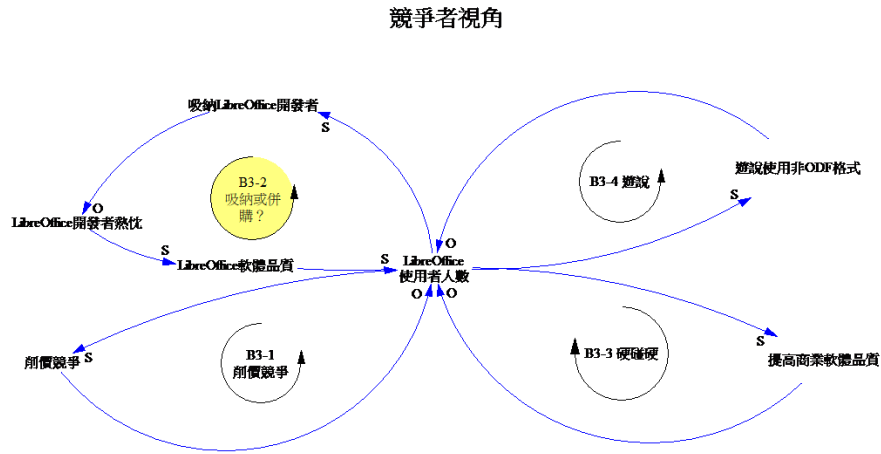 競爭者視角
吸納LibreOffice開發者
S
B3-2
吸納或併
購？
O
LibreOffice開發者熱忱
S
LibreOffice軟體品質
S
LibreOffice
使用者人數
O
O
O
B3-4 遊說
遊說使用非ODF格式
S
削價競爭
S
B3-1
削價競爭
B3-3 硬碰硬
S
提高商業軟體品質